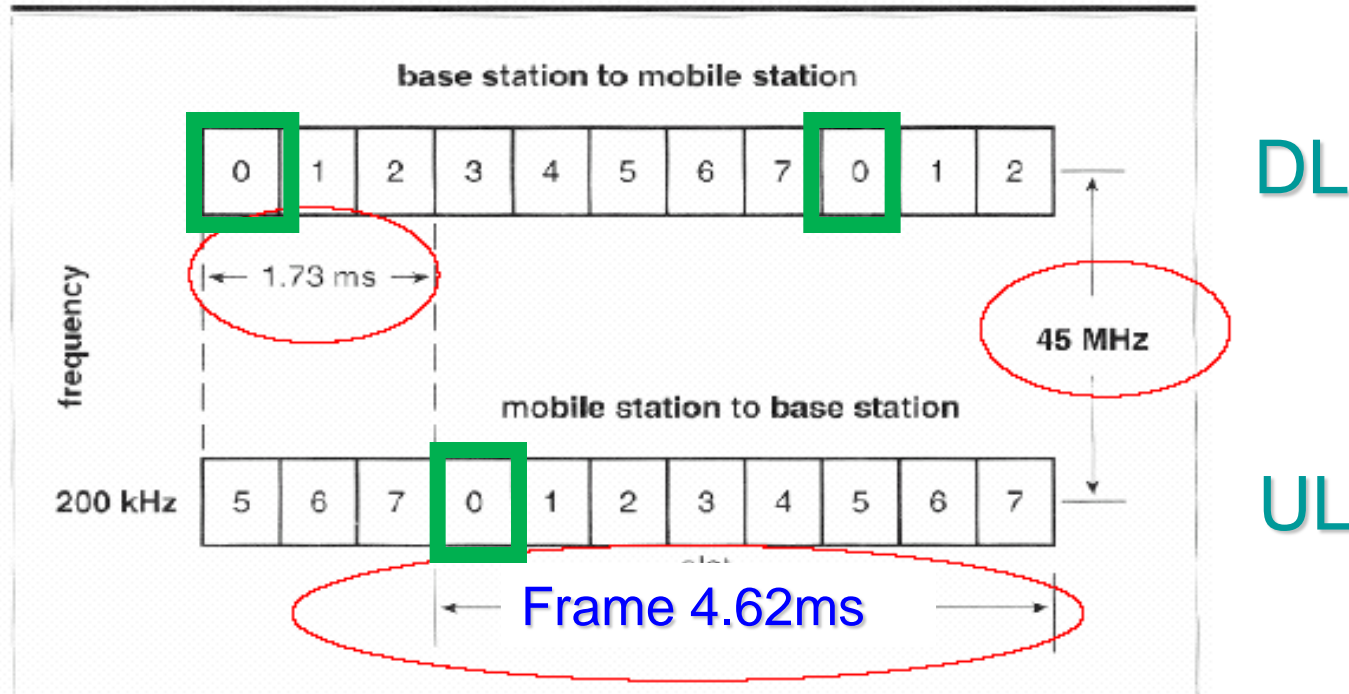 base station to mobile station
0 1 2 3 4 5 6 7 0 1 2
DL
1.73 ms
frequency
45 MHz
mobile station to base station
200 kHz 5 6 7 0 1 2 3 4 5 6 7
UL
Frame 4.62ms